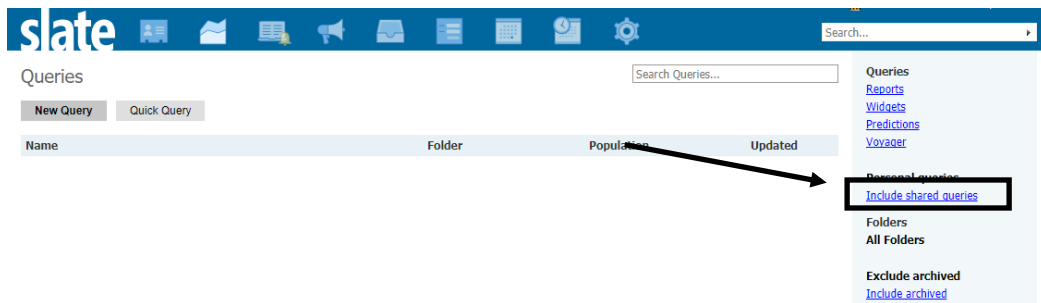 slate
Search...
Queries
Search Queries...
New Query Quick Query
Name Folder Population Updated
Queries
Reports
Widgets
Predictions
Voyager
Personal queries
Include shared queries
Folders
All Folders
Exclude archived
Include archived